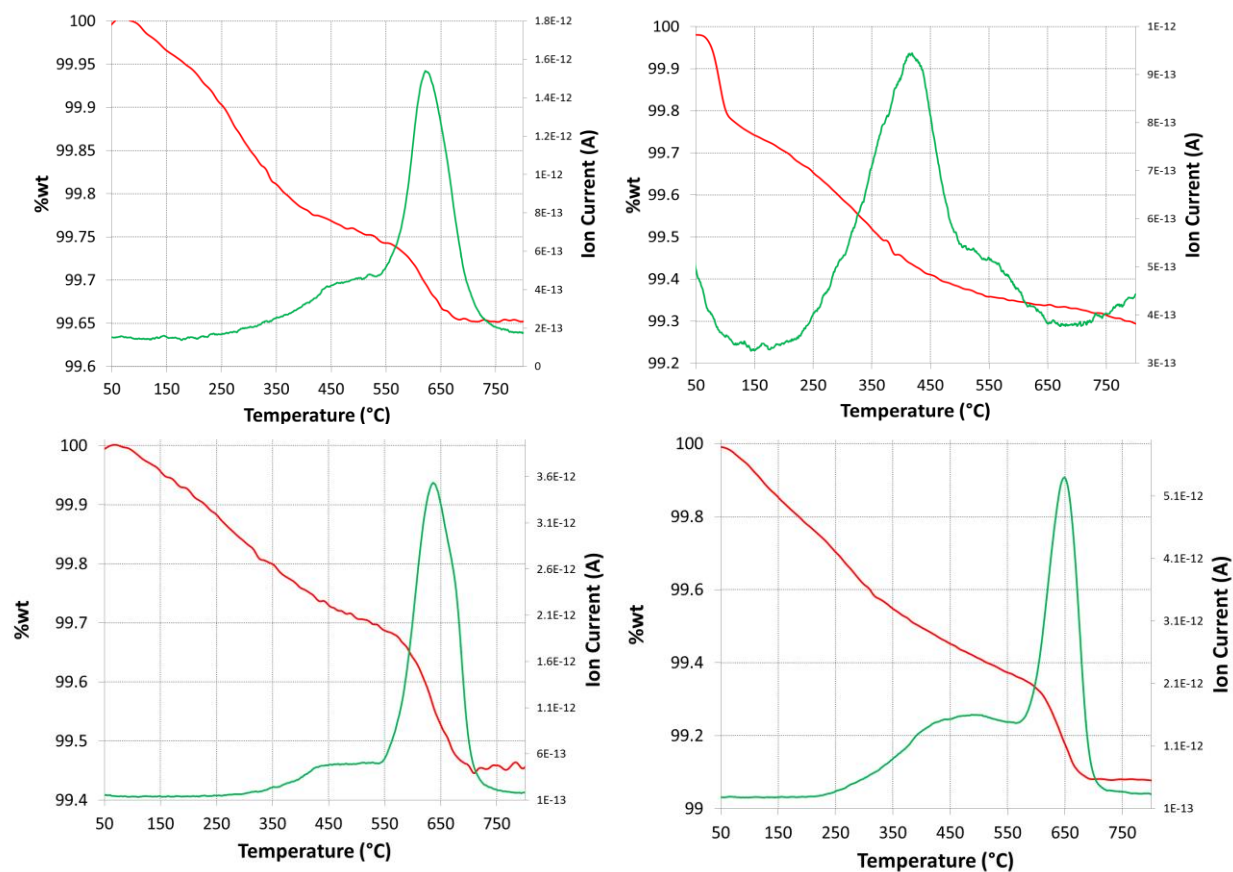 100
99.95
99.9
99.85
99.8
99.75
99.7
99.65
99.6
%wt
1.8E-12
1.6E-12
1.4E-12
1.2E-12
1E-12
8E-13
6E-13
4E-13
2E-13
0
Ion Current (A)
50 150 250 350 450 550 650 750
Temperature (°C)
100
99.9
99.8
99.7
99.6
99.5
99.4
99.3
99.2
%wt
1E-12
9E-13
8E-13
7E-13
6E-13
5E-13
4E-13
3E-13
Ion Current (A)
50 150 250 350 450 550 650 750
Temperature (°C)
100
99.9
99.8
99.7
99.6
99.5
99.4
%wt
3.6E-12
3.1E-12
2.6E-12
2.1E-12
1.6E-12
1.1E-12
6E-13
1E-13
Ion Current (A)
50 150 250 350 450 550 650 750
Temperature (°C)
100
99.8
99.6
99.4
99.2
99
%wt
5.1E-12
4.1E-12
3.1E-12
2.1E-12
1.1E-12
1E-13
Ion Current (A)
50 150 250 350 450 550 650 750
Temperature (°C)